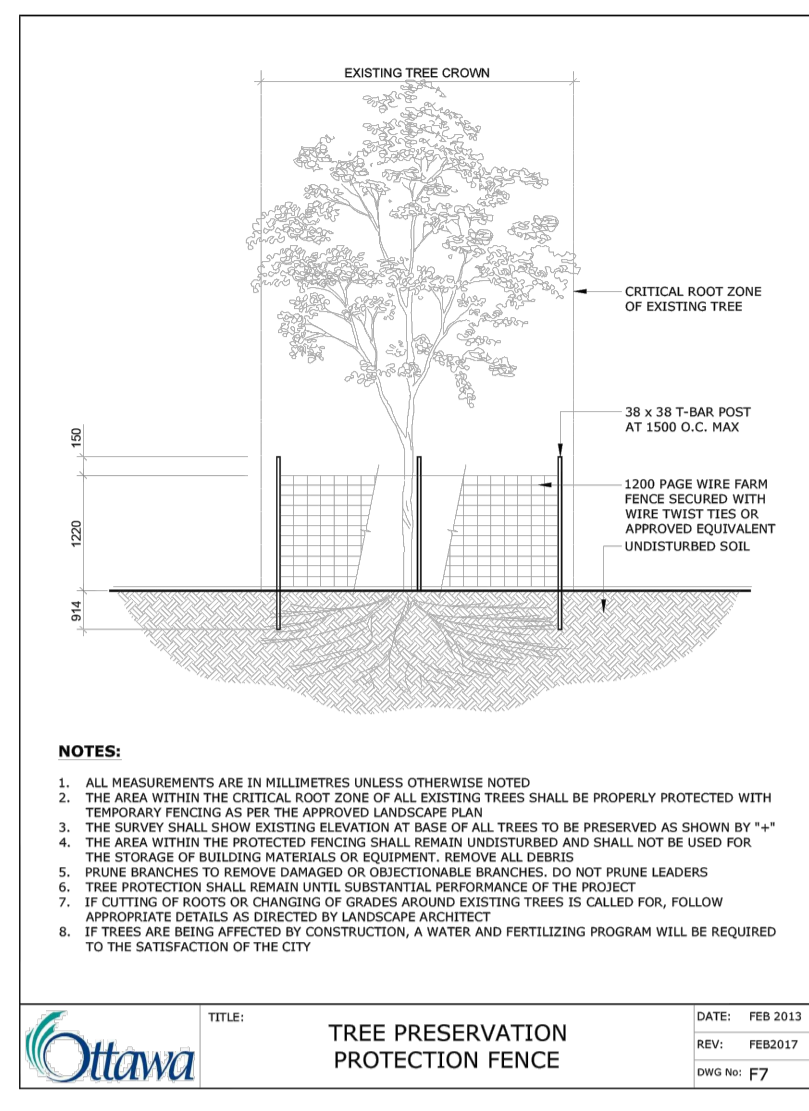 EXISTING TREE CROWN
CRITICAL ROOT ZONE
OF EXISTING TREE
38 x 38 T-BAR POST
AT 1500 O.C. MAX
150
1200 PAGE WIRE FARM
FENCE SECURED WITH
WIRE TWIST TIES OR
APPROVED EQUIVALENT
1220
UNDISTURBED SOIL
914
NOTES:
1. ALL MEASUREMENTS ARE IN MILLIMETRES UNLESS OTHERWISE NOTED
2. THE AREA WITHIN THE CRITICAL ROOT ZONE OF ALL EXISTING TREES SHALL BE PROPERLY PROTECTED WITH
TEMPORARY FENCING AS PER THE APPROVED LANDSCAPE PLAN
3. THE SURVEY SHALL SHOW EXISTING ELEVATION AT BASE OF ALL TREES TO BE PRESERVED AS SHOWN BY "+"
4. THE AREA WITHIN THE PROTECTED FENCING SHALL REMAIN UNDISTURBED AND SHALL NOT BE USED FOR
THE STORAGE OF BUILDING MATERIALS OR EQUIPMENT. REMOVE ALL DEBRIS
5. PRUNE BRANCHES TO REMOVE DAMAGED OR OBJECTIONABLE BRANCHES. DO NOT PRUNE LEADERS
6. TREE PROTECTION SHALL REMAIN UNTIL SUBSTANTIAL PERFORMANCE OF THE PROJECT
7. IF CUTTING OF ROOTS OR CHANGING OF GRADES AROUND EXISTING TREES IS CALLED FOR, FOLLOW
APPROPRIATE DETAILS AS DIRECTED BY LANDSCAPE ARCHITECT
8. IF TREES ARE BEING AFFECTED BY CONSTRUCTION, A WATER AND FERTILIZING PROGRAM WILL BE REQUIRED
TO THE SATISFACTION OF THE CITY
Ottawa
TITLE:
TREE PRESERVATION
PROTECTION FENCE
DATE: FEB 2013
REV: FEB2017
DWG No: F7